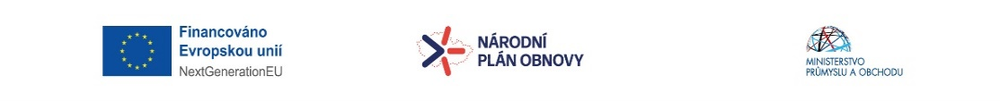 Financováno
Evropskou unií
NextGenerationEU
NÁRODNÍ
PLÁN OBNOVY
MINISTERSTVO
PRŮMYSLU A OBCHODU